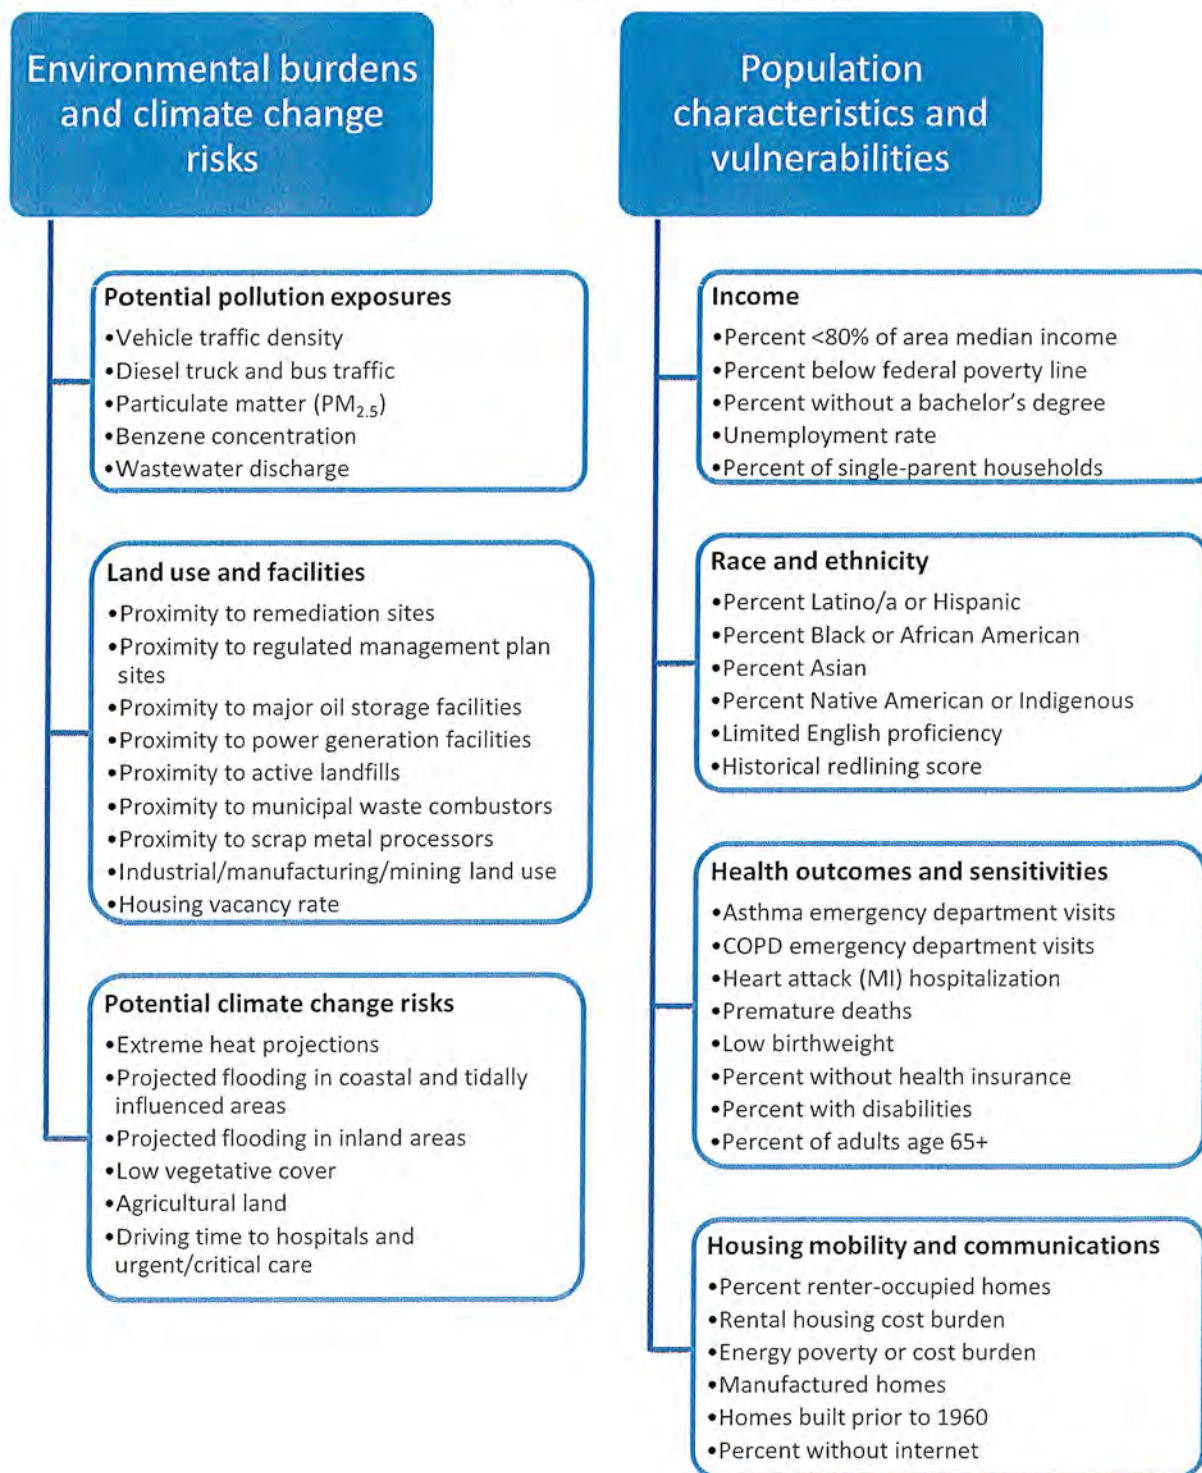 Environmental burdens
and climate change
risks
Potential pollution exposures
•Vehicle traffic density
•Diesel truck and bus traffic
•Particulate matter (PM2.5)
•Benzene concentration
•Wastewater discharge
Land use and facilities
•Proximity to remediation sites
•Proximity to regulated management plan
sites
•Proximity to major oil storage facilities
•Proximity to power generation facilities
•Proximity to active landfills
•Proximity to municipal waste combustors
•Proximity to scrap metal processors
•Industrial/manufacturing/mining land use
•Housing vacancy rate
Potential climate change risks
•Extreme heat projections
•Projected flooding in coastal and tidally
influenced areas
•Projected flooding in inland areas
•Low vegetative cover
•Agricultural land
•Driving time to hospitals and
urgent/critical care
Population
characteristics and
vulnerabilities
Income
•Percent <80% of area median income
•Percent below federal poverty line
•Percent without a bachelor's degree
•Unemployment rate
•Percent of single-parent households
Race and ethnicity
•Percent Latino/a or Hispanic
•Percent Black or African American
•Percent Asian
•Percent Native American or Indigenous
•Limited English proficiency
•Historical redlining score
Health outcomes and sensitivities
•Asthma emergency department visits
•COPD emergency department visits
•Heart attack (MI) hospitalization
•Premature deaths
•Low birthweight
•Percent without health insurance
•Percent with disabilities
•Percent of adults age 65+
Housing mobility and communications
•Percent renter-occupied homes
•Rental housing cost burden
•Energy poverty or cost burden
•Manufactured homes
•Homes built prior to 1960
•Percent without internet